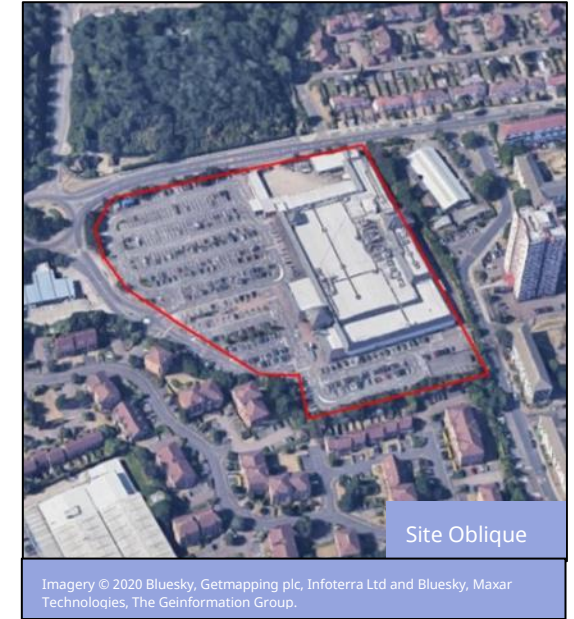 Site Oblique
Imagery © 2020 Bluesky, Getmapping plc, Infoterra Ltd and Bluesky, Maxar
Technologies, The Geinformation Group.